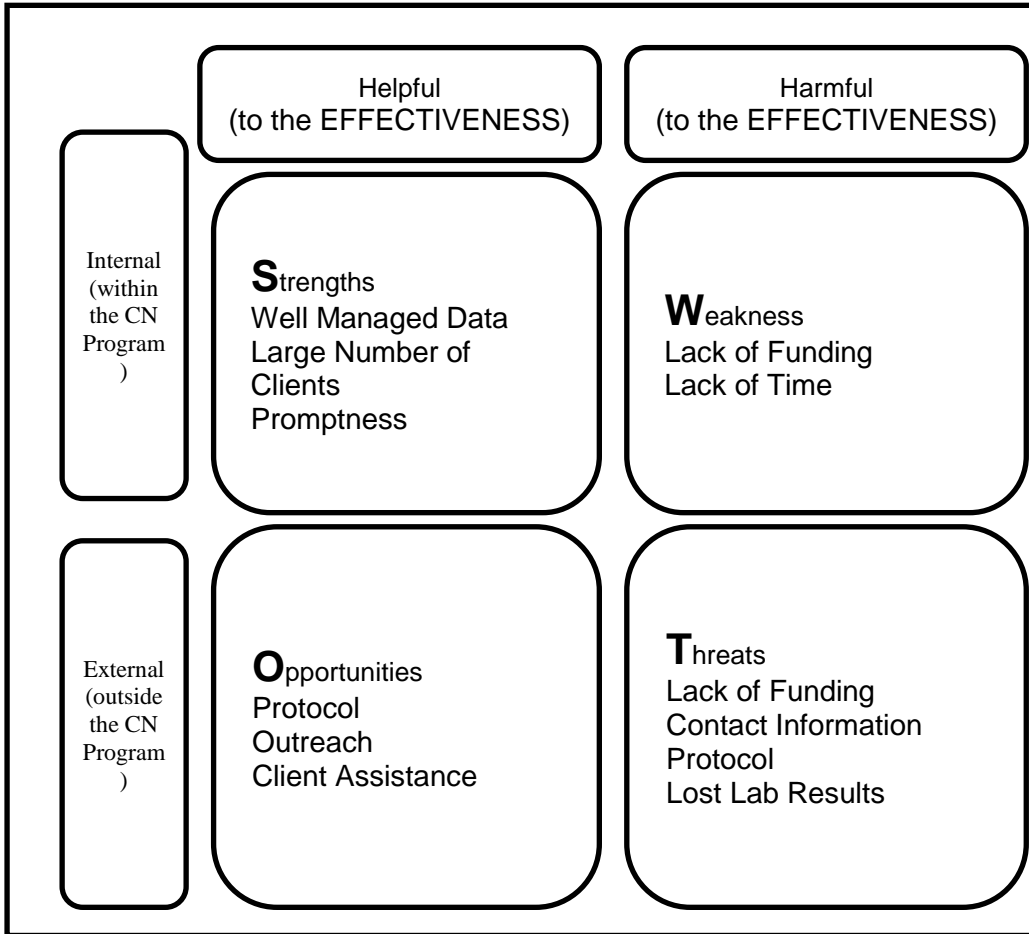 Helpful
(to the EFFECTIVENESS)
Harmful
(to the EFFECTIVENESS)
Internal
(within
the CN
Program
)
Strengths
Well Managed Data
Large Number of
Clients
Promptness
Weakness
Lack of Funding
Lack of Time
External
(outside
the CN
Program
)
Opportunities
Protocol
Outreach
Client Assistance
Threats
Lack of Funding
Contact Information
Protocol
Lost Lab Results